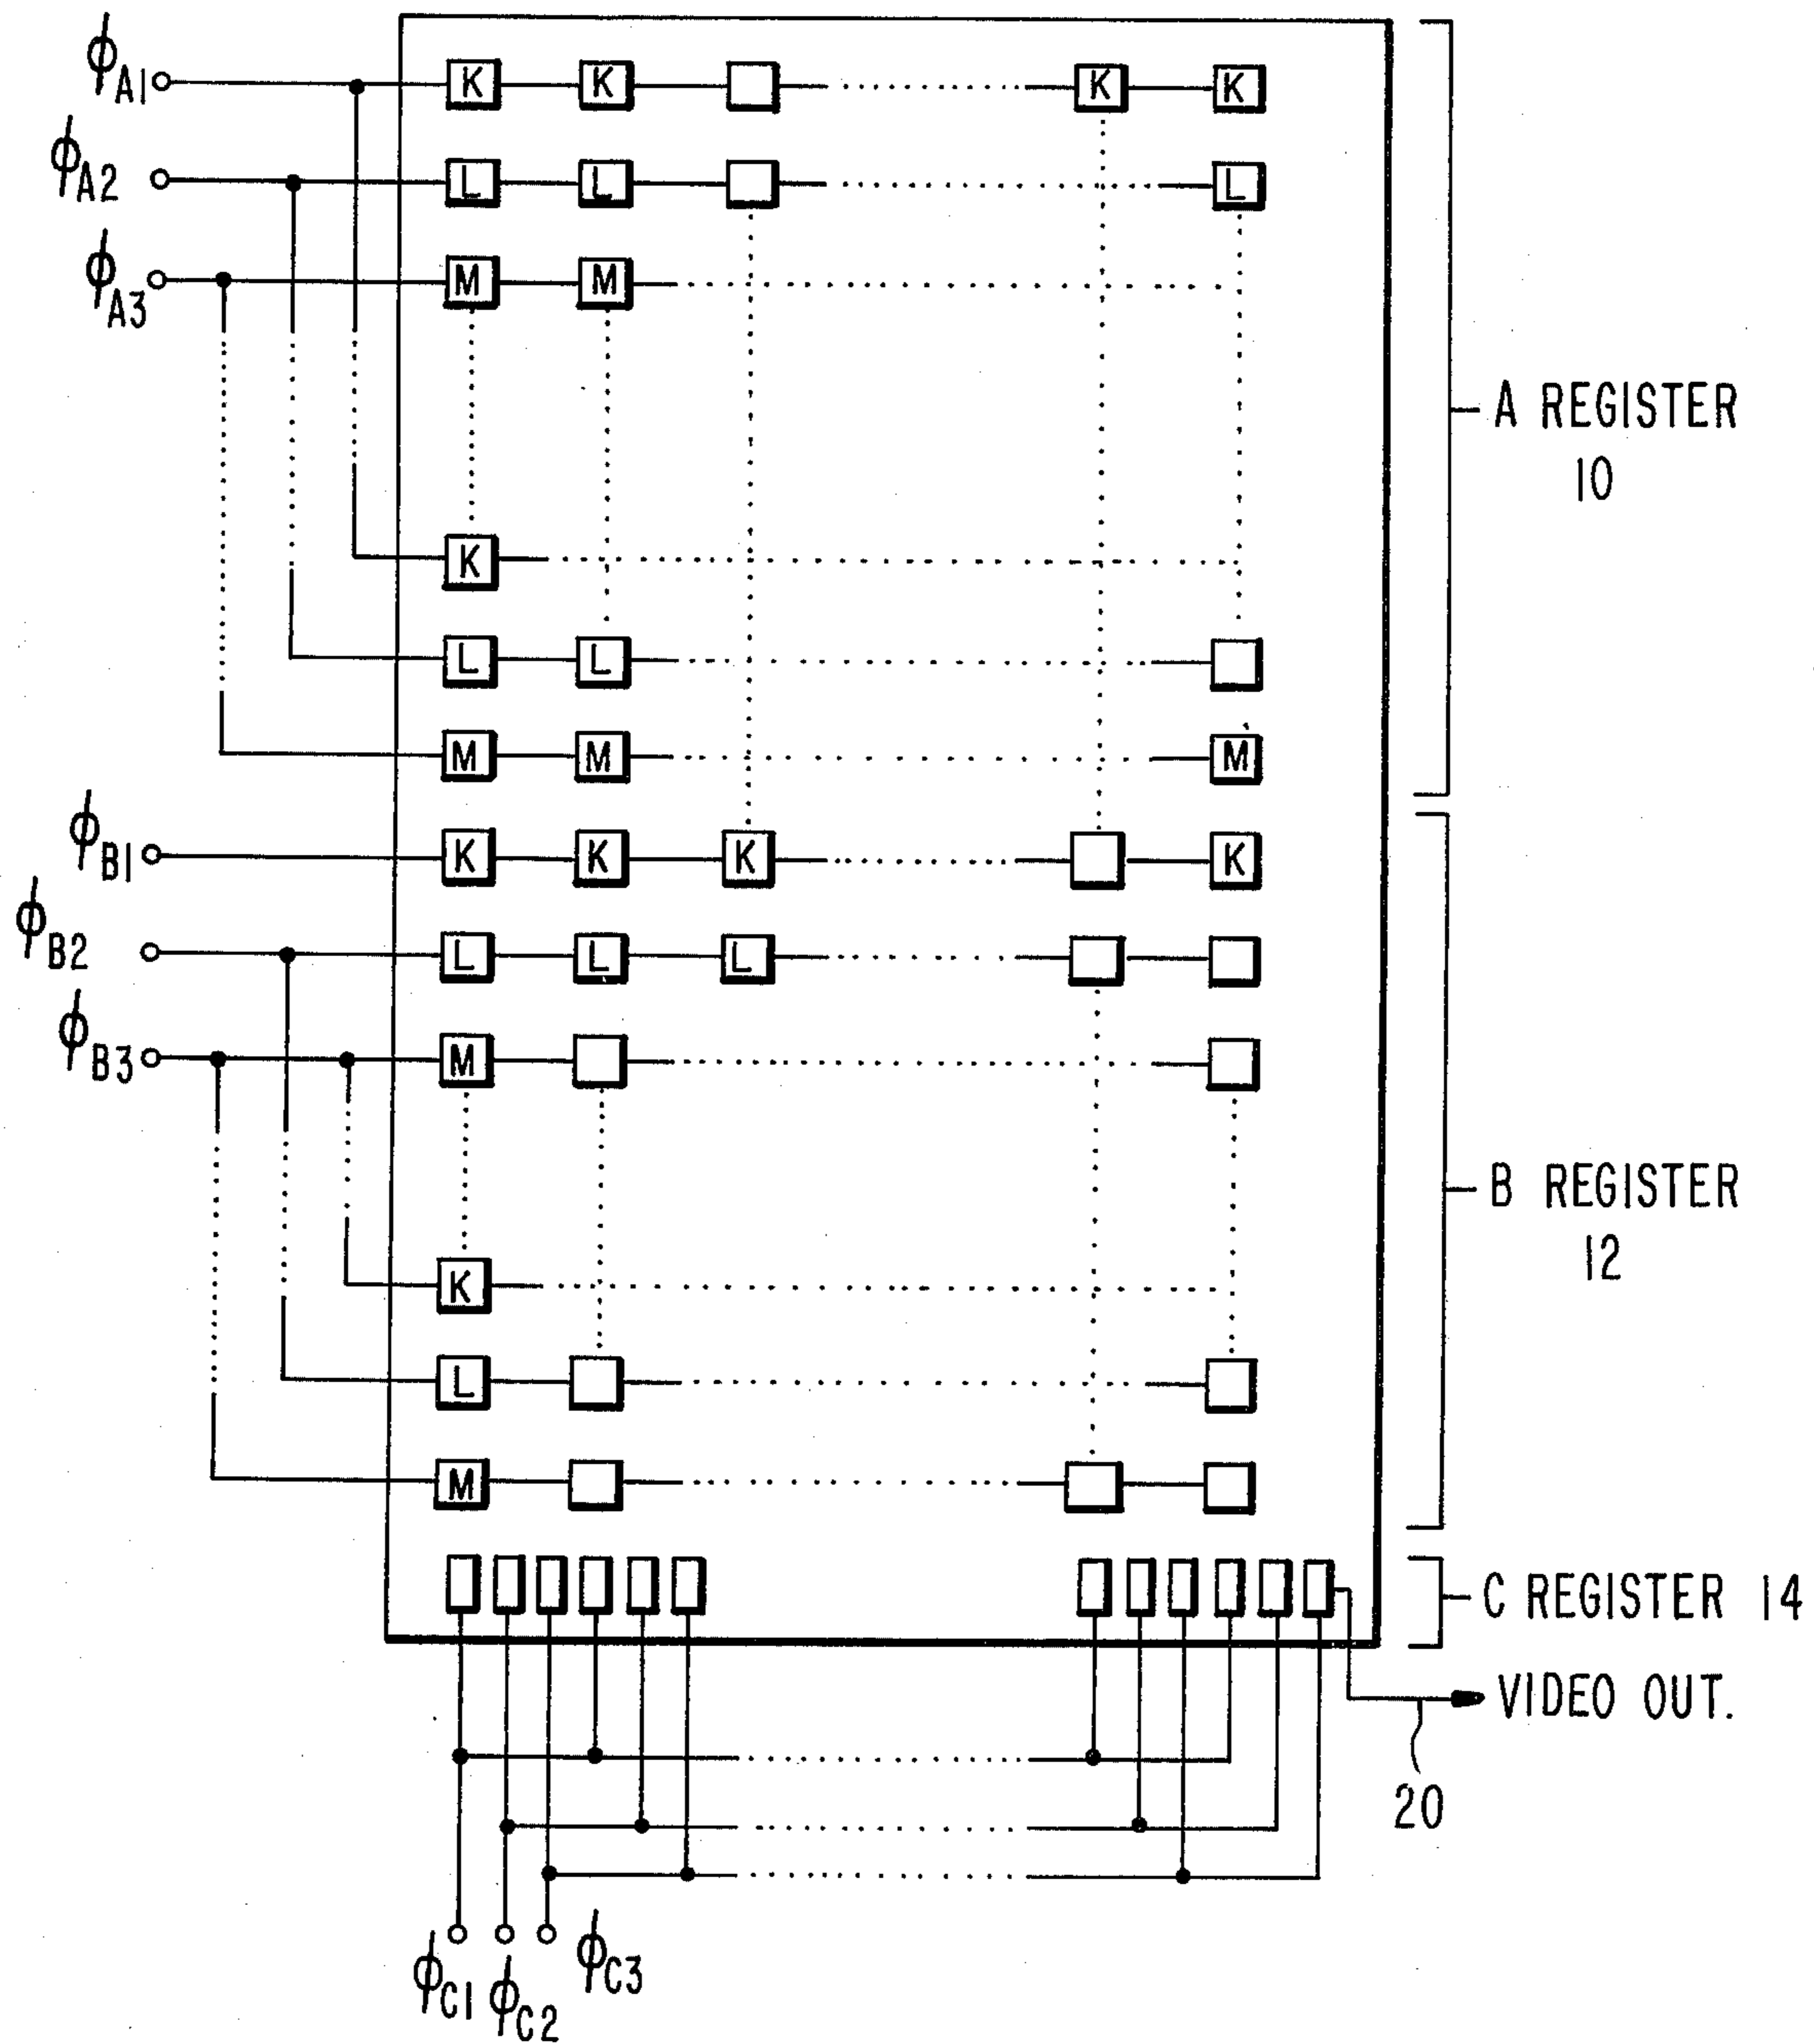 ϕA1 K K K K
ϕA2 L L L
ϕA3 M M
A REGISTER
10
K
L L
M M M
ϕB1 K K K K
ϕB2 L L L
ϕB3 M
B REGISTER
12
K
L
M
C REGISTER 14
VIDEO OUT.
20
ϕC1 ϕC2 ϕC3